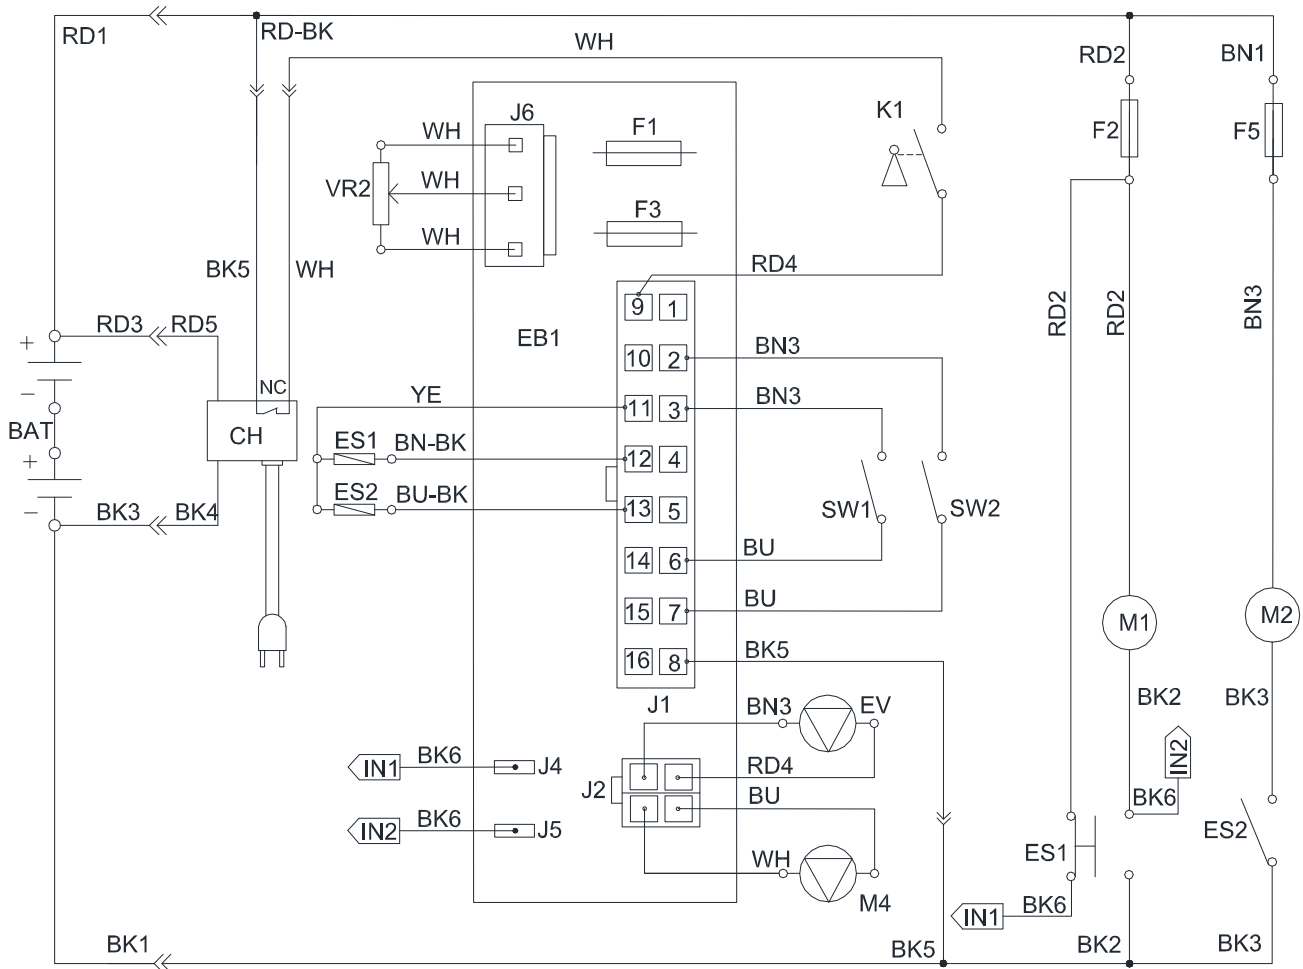 RD1
RD-BK
WH
RD2
BN1
J6
F1
K1
F2
F5
WH
VR2
WH
F3
WH
BK5
WH
RD4
RD2
RD2
BN3
9 1
RD3
RD5
+
EB1
10 2
BN3
−
NC
YE
11 3
BN3
BAT
CH
ES1
BN-BK
12 4
+
ES2
BU-BK
13 5
SW1
SW2
−
BK3
BK4
14 6
BU
15 7
BU
M1
M2
16 8
BK5
J1
BN3
EV
BK2
BK3
IN2
IN1
BK6
J4
RD4
J2
BU
BK6
IN2
BK6
J5
ES2
WH
ES1
M4
IN1
BK6
BK1
BK5
BK2
BK3